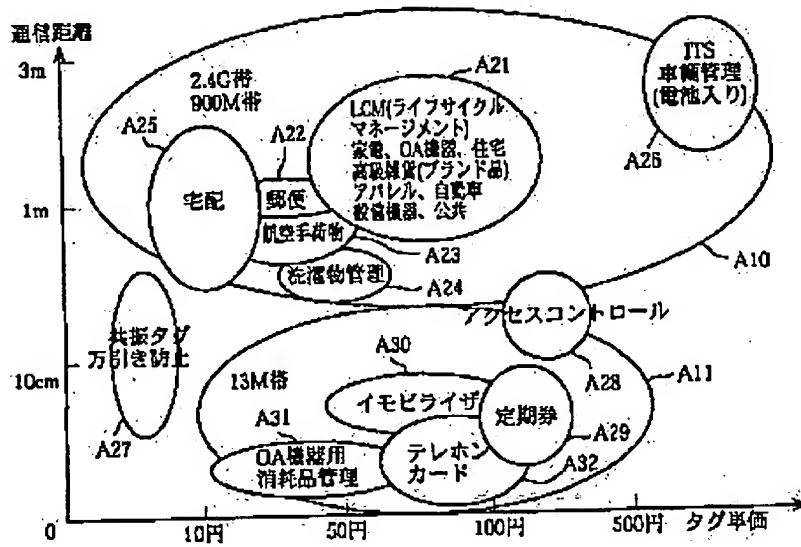 通信距離
3m
2.4G帯
900M帯
A21
ITS
車輌管理
(電池入り)
LCM(ライフサイクル
マネージメント)
家電、OA機器、住宅
高級雑貨(ブランド品)
アパレル、自動車
設営機器、公共
A25
A22
A26
宅配
郵便
1m
航空手荷物
A23
洗濯物管理
A24
A10
アクセスコントロール
共振タグ
万引き防止
A30
A28
A11
10cm
13M帯
イモビライザ
定期券
A31
A27
OA機器用
消耗品管理
テレホン
カード
A29
A32
0
10円
50円
100円
500円
タグ単価